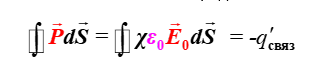 ∯ P⃗dS⃗ = ∯ χε₀E⃗₀dS⃗ = -q′связ